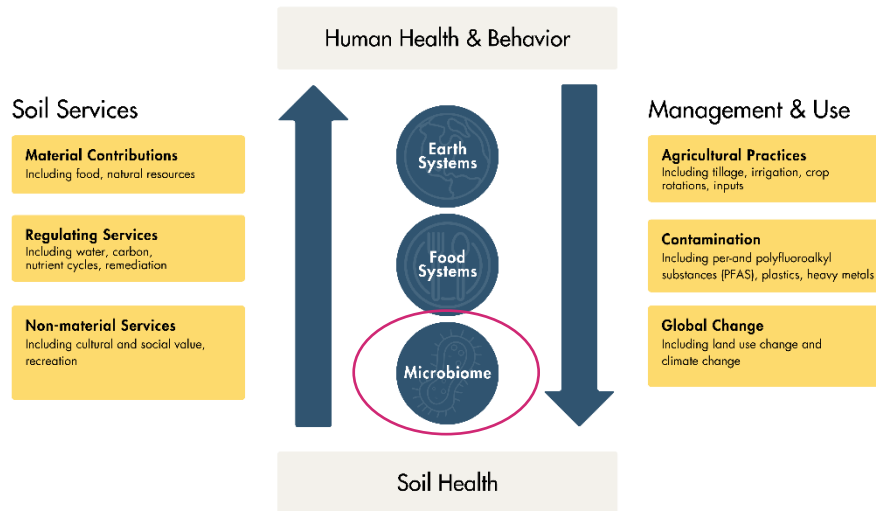 Human Health & Behavior
Soil Services
Material Contributions
Including food, natural resources
Regulating Services
Including water, carbon,
nutrient cycles, remediation
Non-material Services
Including cultural and social value,
recreation
Earth
Systems
Food
Systems
Microbiome
Management & Use
Agricultural Practices
Including tillage, irrigation, crop
rotations, inputs
Contamination
Including per-and polyfluoroalkyl
substances (PFAS), plastics, heavy metals
Global Change
Including land use change and
climate change
Soil Health